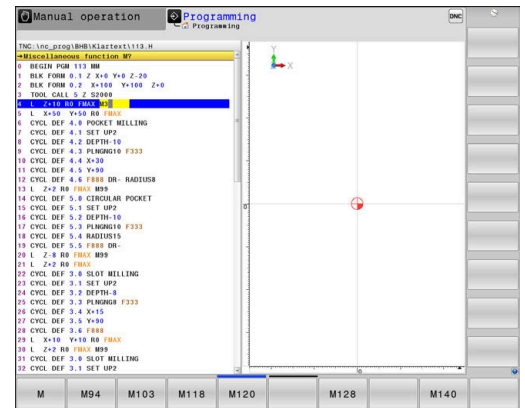 Manual operation
Programming
Programming
DNC
TNC:\nc_prog\BHB\Klartext\113.H
→Miscellaneous function M?
0 BEGIN PGM 113 MM
1 BLK FORM 0.1 Z X+0 Y+0 Z-20
2 BLK FORM 0.2 X+100 Y+100 Z+0
3 TOOL CALL 5 Z S2000
4 L Z+10 R0 FMAX M3
5 L X+50 Y+50 R0 FMAX
6 CYCL DEF 4.0 POCKET MILLING
7 CYCL DEF 4.1 SET UP2
8 CYCL DEF 4.2 DEPTH-10
9 CYCL DEF 4.3 PLNGNG10 F333
10 CYCL DEF 4.4 X+30
11 CYCL DEF 4.5 Y+90
12 CYCL DEF 4.6 F888 DR- RADIUS8
13 L Z+2 R0 FMAX M99
14 CYCL DEF 5.0 CIRCULAR POCKET
15 CYCL DEF 5.1 SET UP2
16 CYCL DEF 5.2 DEPTH-10
17 CYCL DEF 5.3 PLNGNG10 F333
18 CYCL DEF 5.4 RADIUS15
19 CYCL DEF 5.5 F888 DR-
20 L Z-8 R0 FMAX M99
21 L Z+2 R0 FMAX
22 CYCL DEF 3.0 SLOT MILLING
23 CYCL DEF 3.1 SET UP2
24 CYCL DEF 3.2 DEPTH-8
25 CYCL DEF 3.3 PLNGNG8 F333
26 CYCL DEF 3.4 X+15
27 CYCL DEF 3.5 Y+90
28 CYCL DEF 3.6 F888
29 L X+10 Y+10 R0 FMAX
30 L Z+2 R0 FMAX M99
31 CYCL DEF 3.0 SLOT MILLING
32 CYCL DEF 3.1 SET UP2
Y
X
0
0
M M94 M103 M118 M120 M128 M140